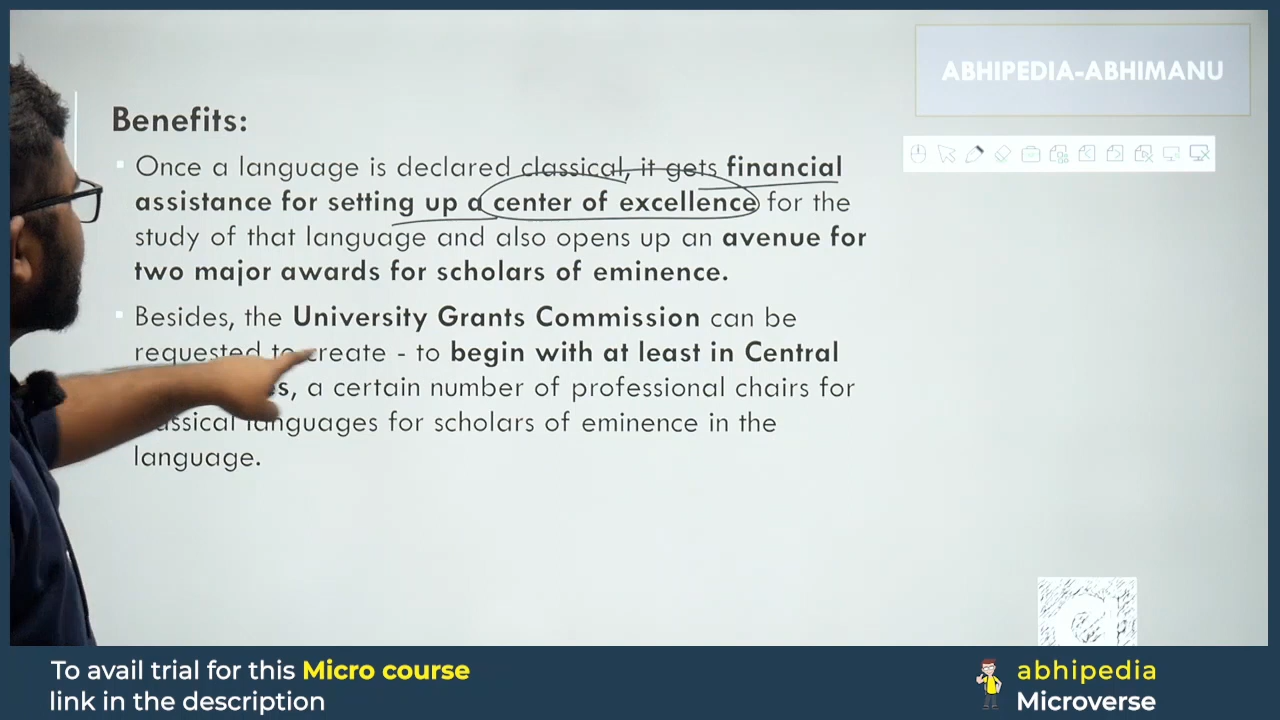 ABHIPEDIA-ABHIMANU
Benefits:
Once a language is declared classical, it gets financial
assistance for setting up a center of excellence for the
study of that language and also opens up an avenue for
two major awards for scholars of eminence.
Besides, the University Grants Commission can be
requested to create - to begin with at least in Central
a certain number of professional chairs for
languages for scholars of eminence in the
language.
To avail trial for this Micro course
link in the description
abhipedia
Microverse